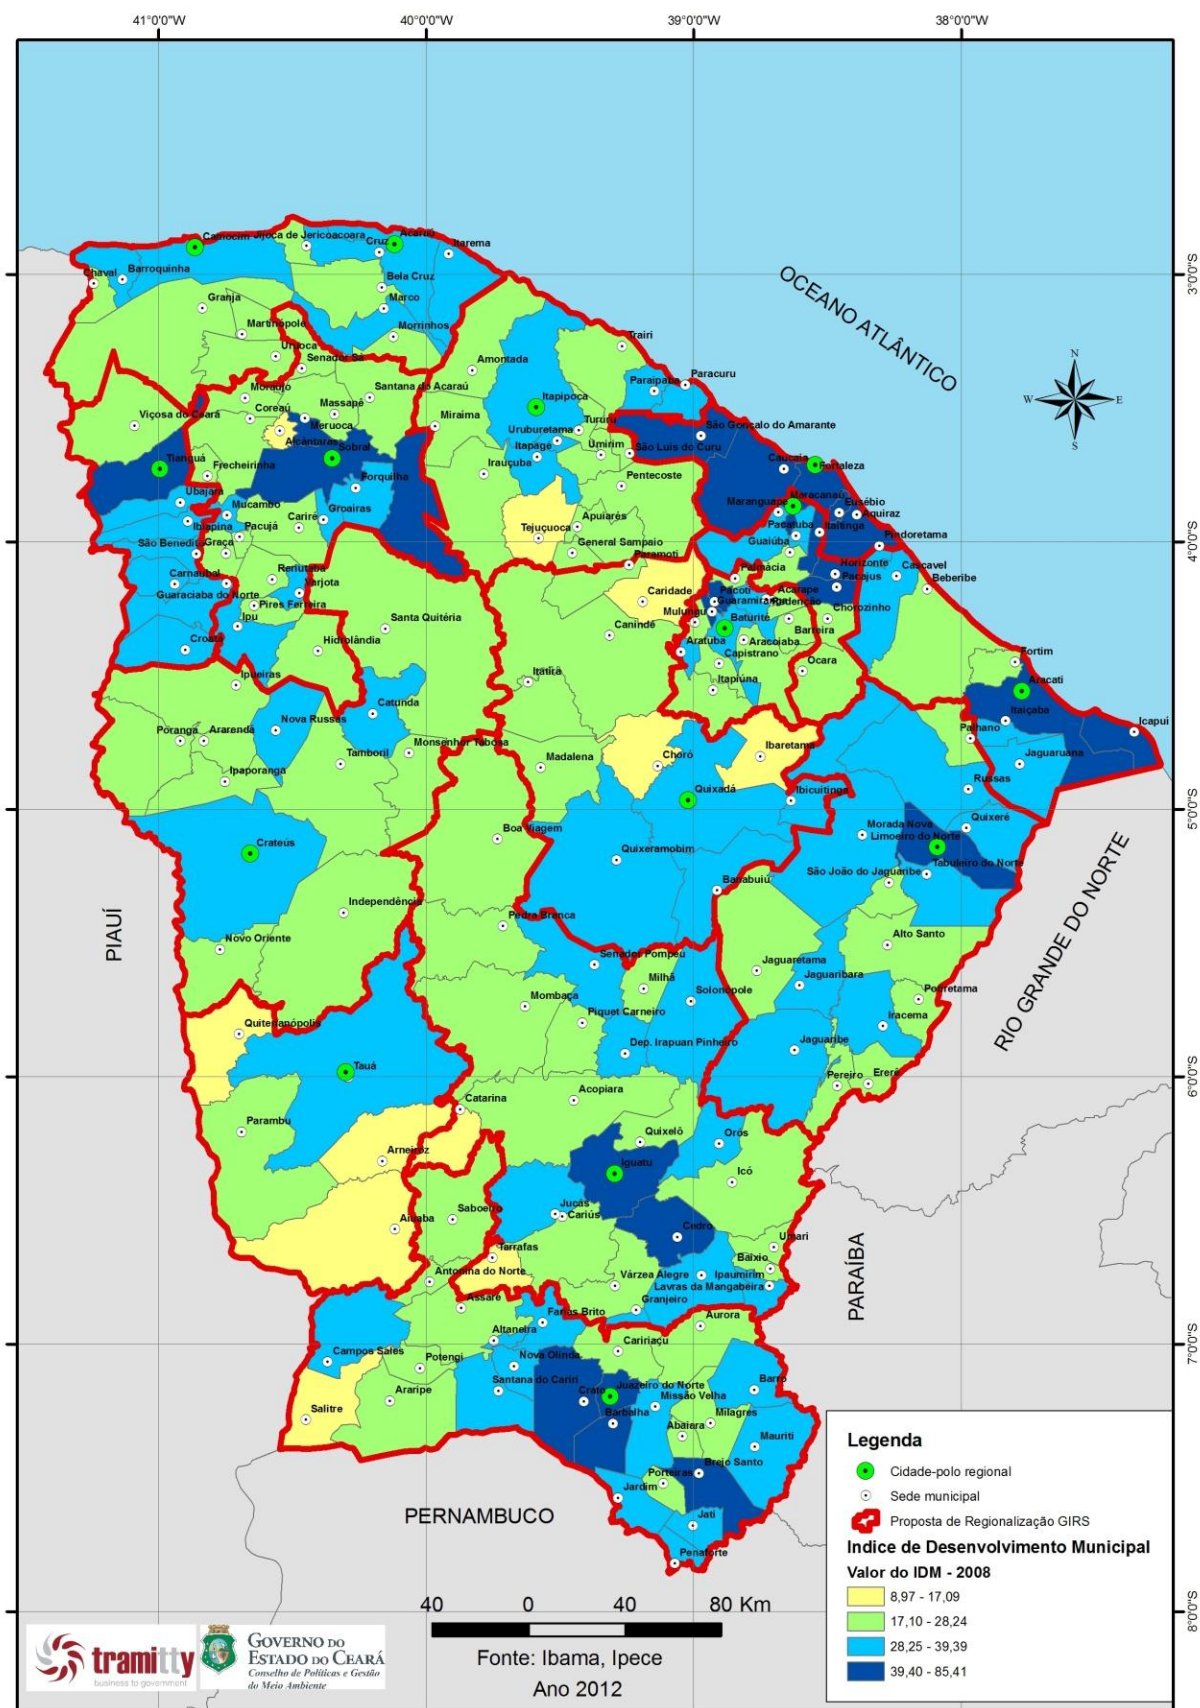 41°0'0"W
40°0'0"W
39°0'0"W
38°0'0"W
3°0'0"S
4°0'0"S
5°0'0"S
6°0'0"S
7°0'0"S
8°0'0"S
OCEANO ATLÂNTICO
N
W
E
S
Camocim
Jijoca de Jericoacoara
Cruz
Acaraú
Itarema
Chaval
Barroquinha
Bela Cruz
Granja
Marco
Martinópole
Morrinhos
Uruoca
Senador Sá
Trairi
Amontada
Moraújo
Santana do Acaraú
Paraipaba
Paracuru
Itapipoca
Viçosa do Ceará
Coreaú
Massapê
Meruoca
Miraima
Tururu
Uruburetama
São Gonçalo do Amarante
Alcântaras
Sobral
Itapagé
Umirim
São Luis do Curu
Tianguá
Frecheirinha
Irauçuba
Caucaia
Fortaleza
Forquilha
Pentecoste
Ubajara
Mucambo
Groairas
Maranguape
Maracanaú
Eusébio
Aquiraz
Ibiapina
Pacujá
Cariré
Tejuçuoca
Apuiarés
Pacatuba
Itaitinga
São Benedito
Graça
General Sampaio
Guaiúba
Pindoretama
Paramoti
Carnaubal
Reriutaba
Varjota
Palmácia
Horizonte
Cascavel
Guaraciaba do Norte
Caridade
Pacoti
Acarape
Pacajus
Beberibe
Pires Ferreira
Guaramiranga
Redenção
Ipu
Santa Quitéria
Canindé
Mulungu
Baturité
Barreira
Chorozinho
Croatá
Hidrolândia
Aratuba
Aracoiaba
Capistrano
Ipueiras
Itatira
Itapiúna
Ocara
Fortim
Catunda
Aracati
Poranga
Ararendá
Nova Russas
Itaiçaba
Icapuí
Tamboril
Monsenhor Tabosa
Madalena
Choró
Ibaretama
Palhano
Ipaporanga
Jaguaruana
Quixadá
Ibicuitinga
Russas
Boa Viagem
Morada Nova
Quixeré
Crateús
Quixeramobim
Limoeiro do Norte
Banabuiú
São João do Jaguaribe
Tabuleiro do Norte
Independência
Novo Oriente
Pedra Branca
Alto Santo
Senador Pompeu
Jaguaretama
Milhã
Jaguaribara
Mombaça
Solonopole
Potiretama
Quiterianópolis
Piquet Carneiro
Iracema
Dep. Irapuan Pinheiro
Jaguaribe
Tauá
Pereiro
Ererê
Catarina
Acopiara
Parambu
Quixelô
Orós
Arneiroz
Iguatu
Icó
Saboeiro
Jucás
Cariús
Aiuaba
Cedro
Umari
Tarrafas
Baixio
Antonina do Norte
Várzea Alegre
Ipaumirim
Lavras da Mangabeira
Assaré
Granjeiro
Farias Brito
Aurora
Altaneira
Caririaçu
Campos Sales
Potengi
Nova Olinda
Juazeiro do Norte
Barro
Santana do Cariri
Crato
Missão Velha
Salitre
Araripe
Barbalha
Milagres
Abaiara
Mauriti
Porteiras
Brejo Santo
Jardim
Jati
Penaforte
PIAUÍ
RIO GRANDE DO NORTE
PARAÍBA
PERNAMBUCO
Legenda
Cidade-polo regional
Sede municipal
Proposta de Regionalização GIRS
Indice de Desenvolvimento Municipal
Valor do IDM - 2008
8,97 - 17,09
17,10 - 28,24
28,25 - 39,39
39,40 - 85,41
40 0 40 80 Km
Fonte: Ibama, Ipece
Ano 2012
tramitty
business to government
GOVERNO DO
ESTADO DO CEARÁ
Conselho de Políticas e Gestão
do Meio Ambiente